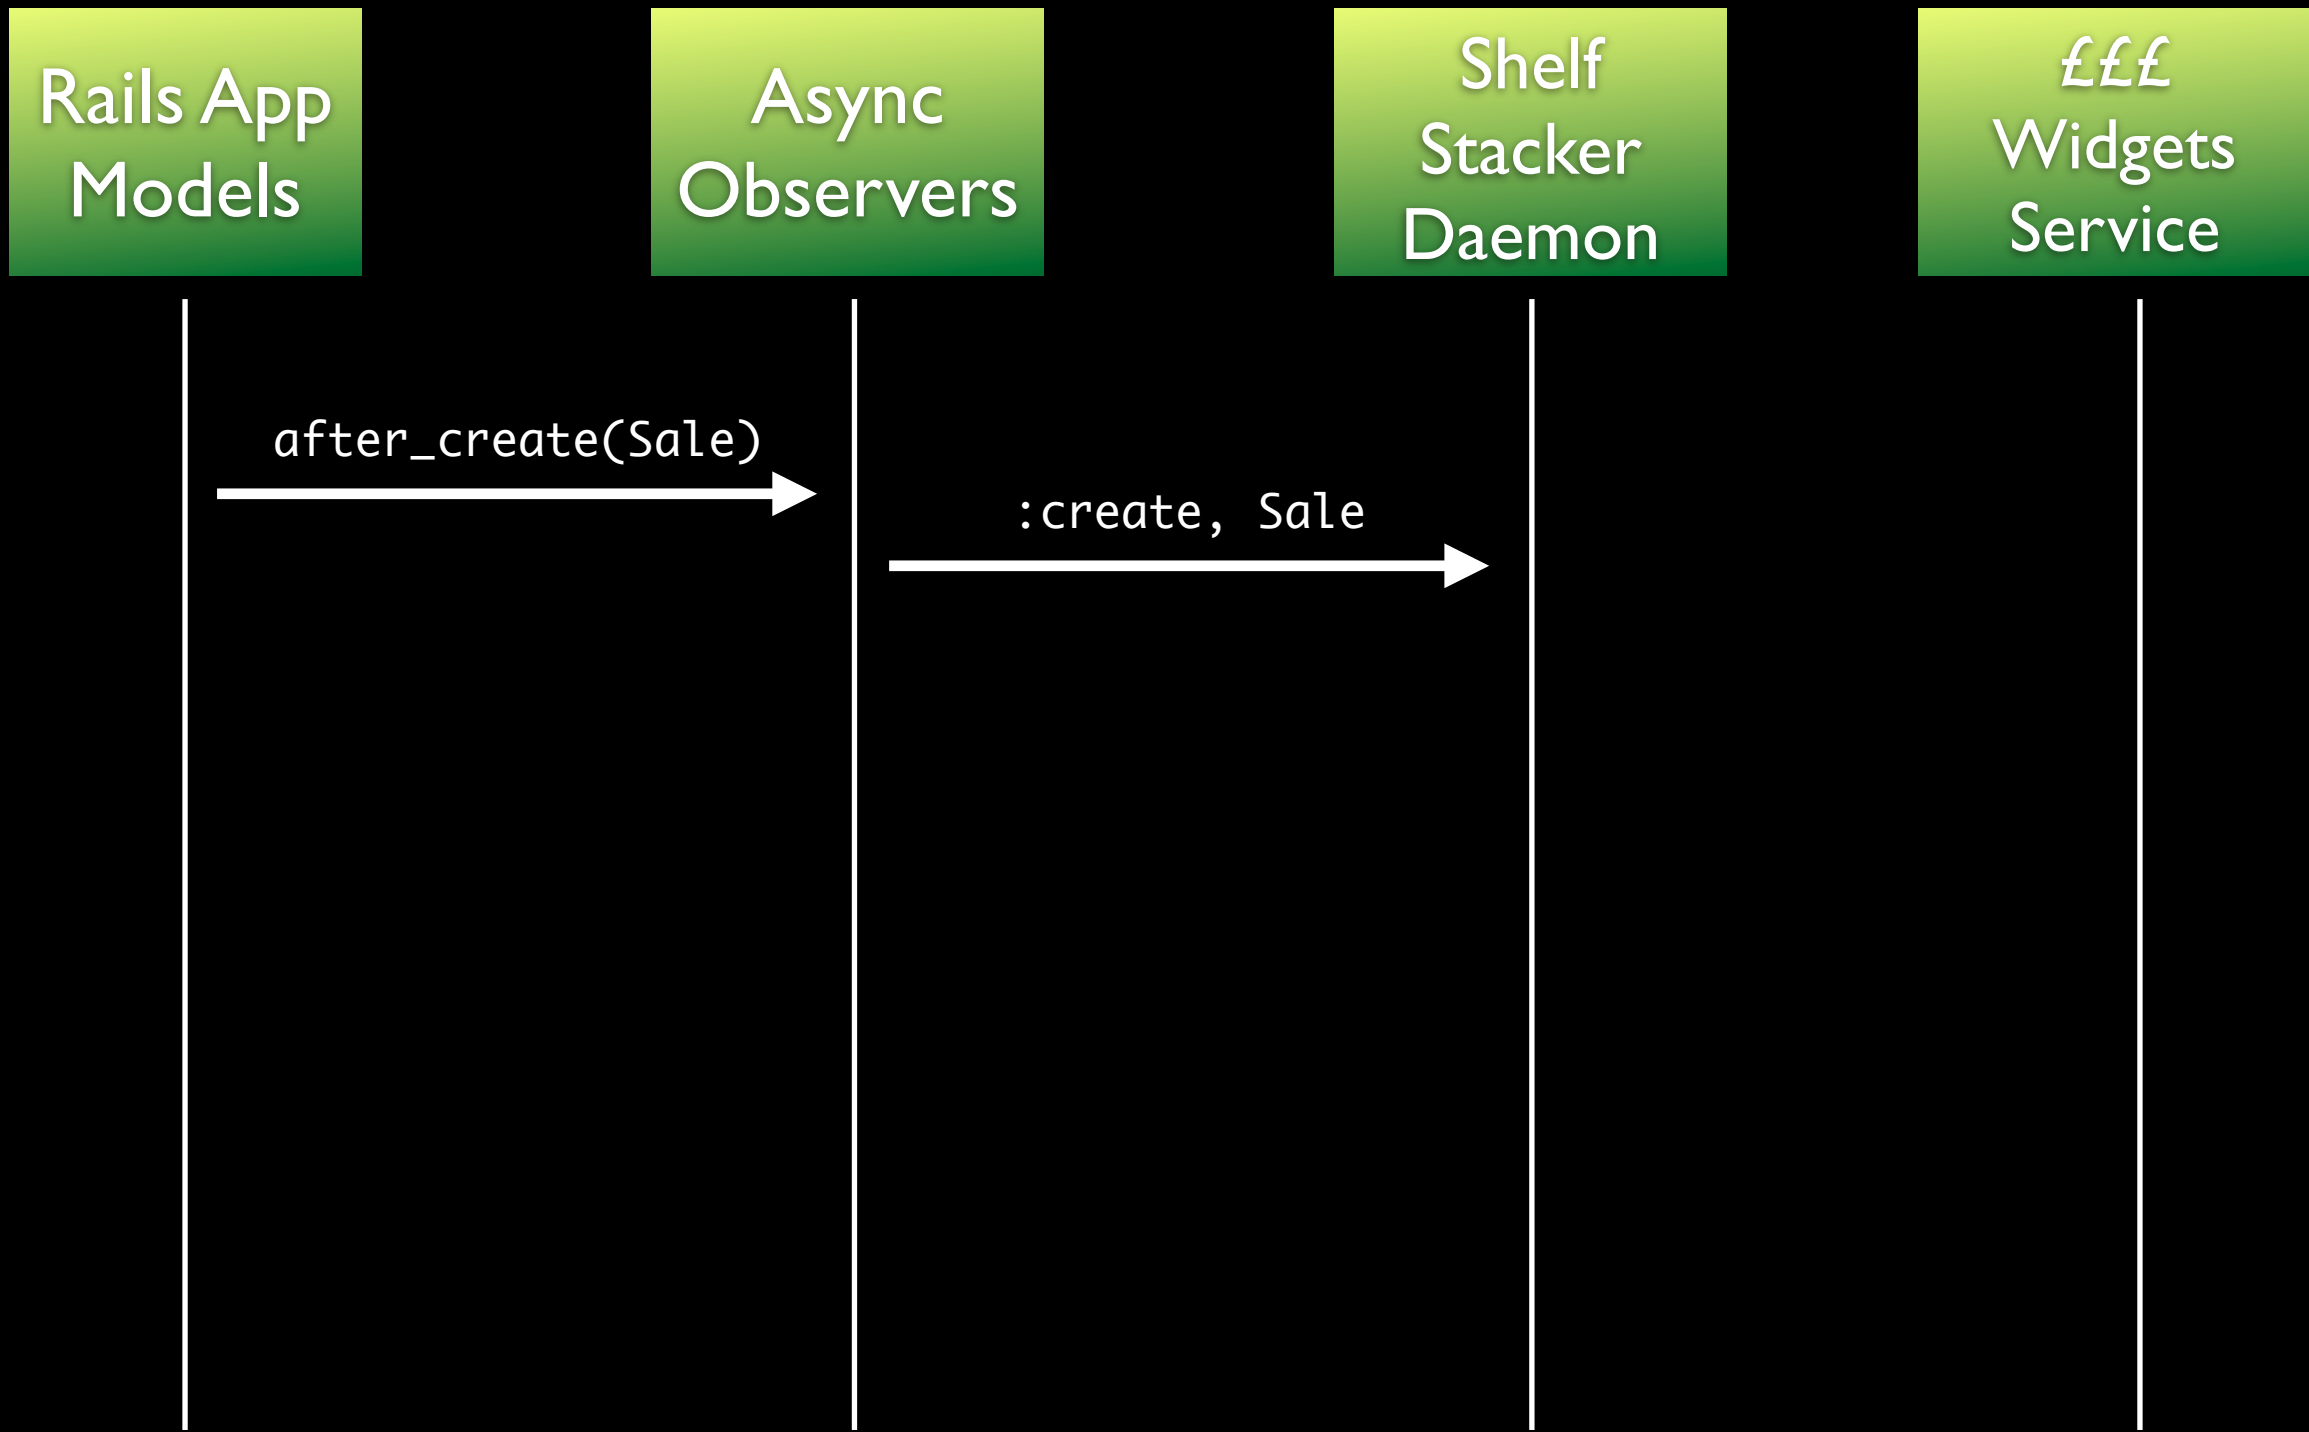 Rails App
Models
Async
Observers
Shelf
Stacker
Daemon
£££
Widgets
Service
after_create(Sale)
:create, Sale